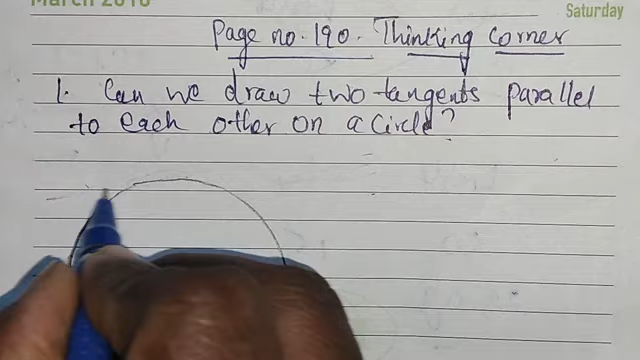 March 2018
Saturday
Page no. 190. Thinking corner
1. Can we draw two tangents parallel
to each other on a circle?